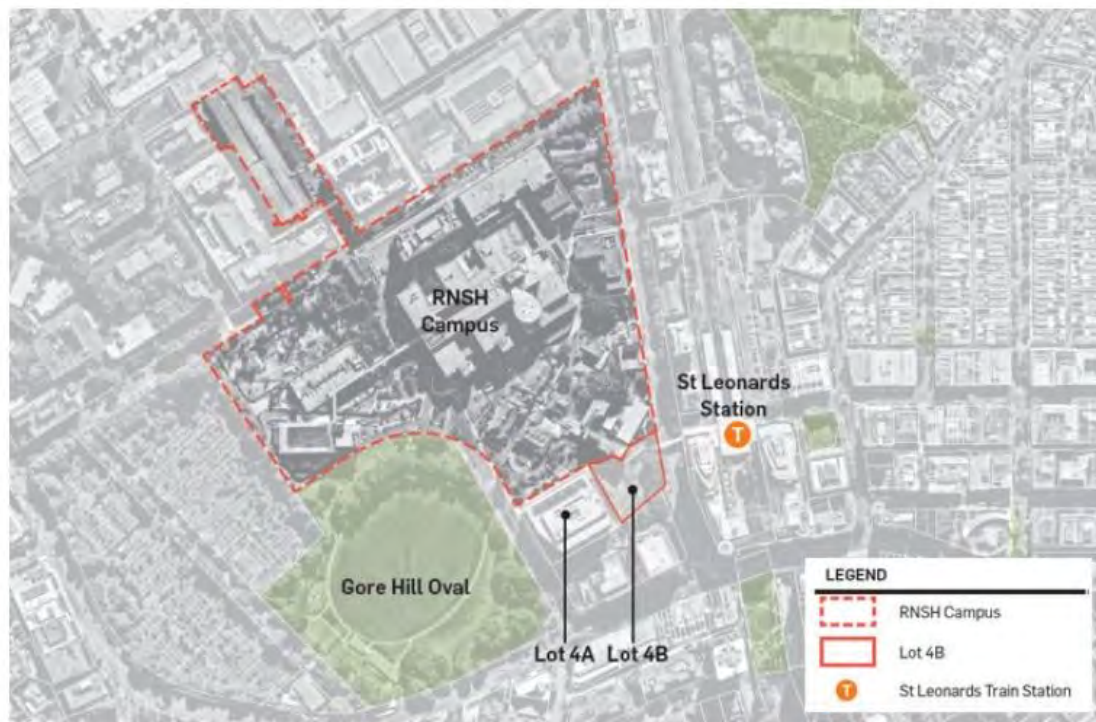 RNSH
Campus
St Leonards
Station
T
Gore Hill Oval
Lot 4A
Lot 4B
LEGEND
RNSH Campus
Lot 4B
T
St Leonards Train Station